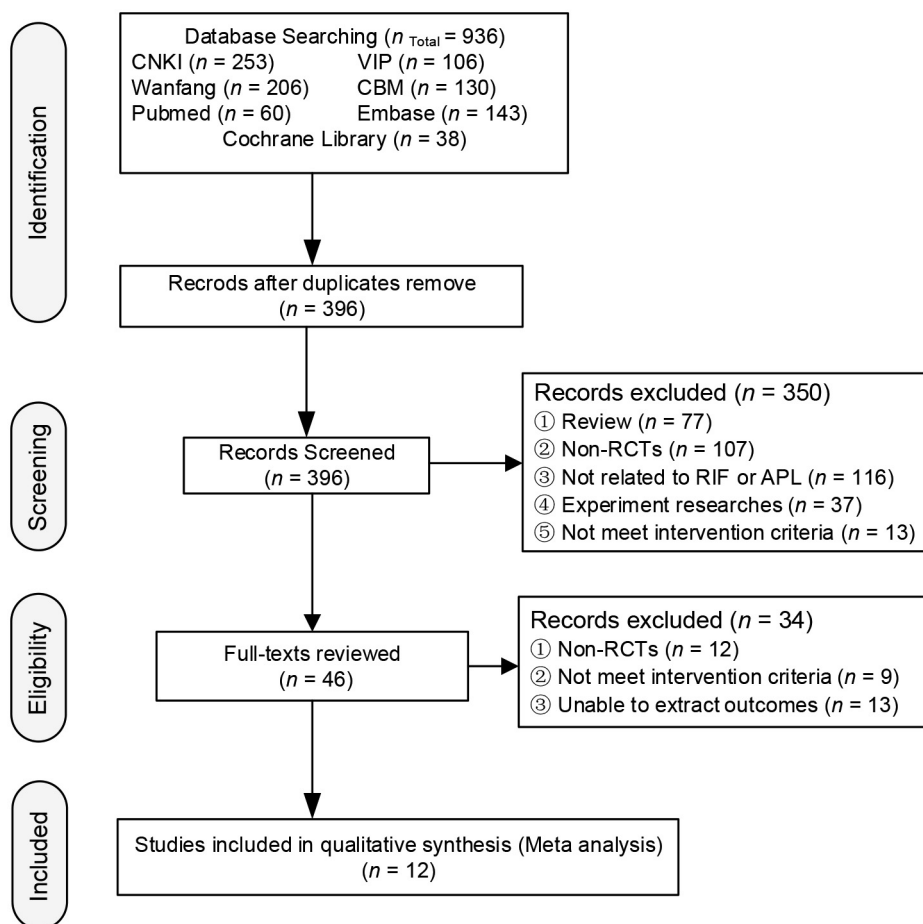 Identification
Database Searching (n Total = 936)
CNKI (n = 253) VIP (n = 106)
Wanfang (n = 206) CBM (n = 130)
Pubmed (n = 60) Embase (n = 143)
Cochrane Library (n = 38)
Recrods after duplicates remove
(n = 396)
Screening
Records Screened
(n = 396)
Records excluded (n = 350)
① Review (n = 77)
② Non-RCTs (n = 107)
③ Not related to RIF or APL (n = 116)
④ Experiment researches (n = 37)
⑤ Not meet intervention criteria (n = 13)
Eligibility
Full-texts reviewed
(n = 46)
Records excluded (n = 34)
① Non-RCTs (n = 12)
② Not meet intervention criteria (n = 9)
③ Unable to extract outcomes (n = 13)
Included
Studies included in qualitative synthesis (Meta analysis)
(n = 12)